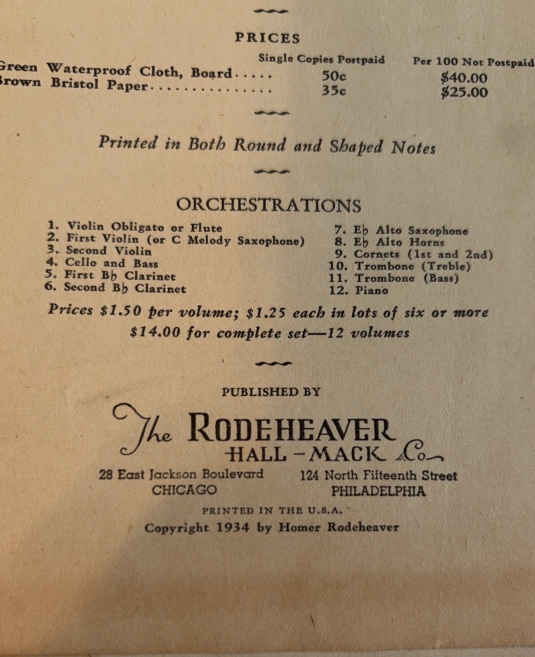 PRICES
Single Copies Postpaid Per 100 Not Postpaid
Green Waterproof Cloth, Board..... 50c $40.00
Brown Bristol Paper............... 35c $25.00
Printed in Both Round and Shaped Notes
ORCHESTRATIONS
1. Violin Obligato or Flute
2. First Violin (or C Melody Saxophone)
3. Second Violin
4. Cello and Bass
5. First B♭ Clarinet
6. Second B♭ Clarinet
7. E♭ Alto Saxophone
8. E♭ Alto Horns
9. Cornets (1st and 2nd)
10. Trombone (Treble)
11. Trombone (Bass)
12. Piano
Prices $1.50 per volume; $1.25 each in lots of six or more
$14.00 for complete set—12 volumes
PUBLISHED BY
The RODEHEAVER
HALL-MACK Co
28 East Jackson Boulevard 124 North Fifteenth Street
CHICAGO PHILADELPHIA
PRINTED IN THE U.S.A.
Copyright 1934 by Homer Rodeheaver